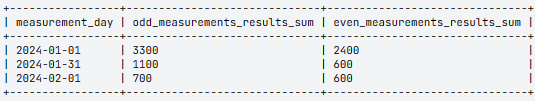 +-----------------+------------------------------+-------------------------------+
| measurement_day | odd_measurements_results_sum | even_measurements_results_sum |
+-----------------+------------------------------+-------------------------------+
| 2024-01-01 | 3300 | 2400 |
| 2024-01-31 | 1100 | 600 |
| 2024-02-01 | 700 | 600 |
+-----------------+------------------------------+-------------------------------+